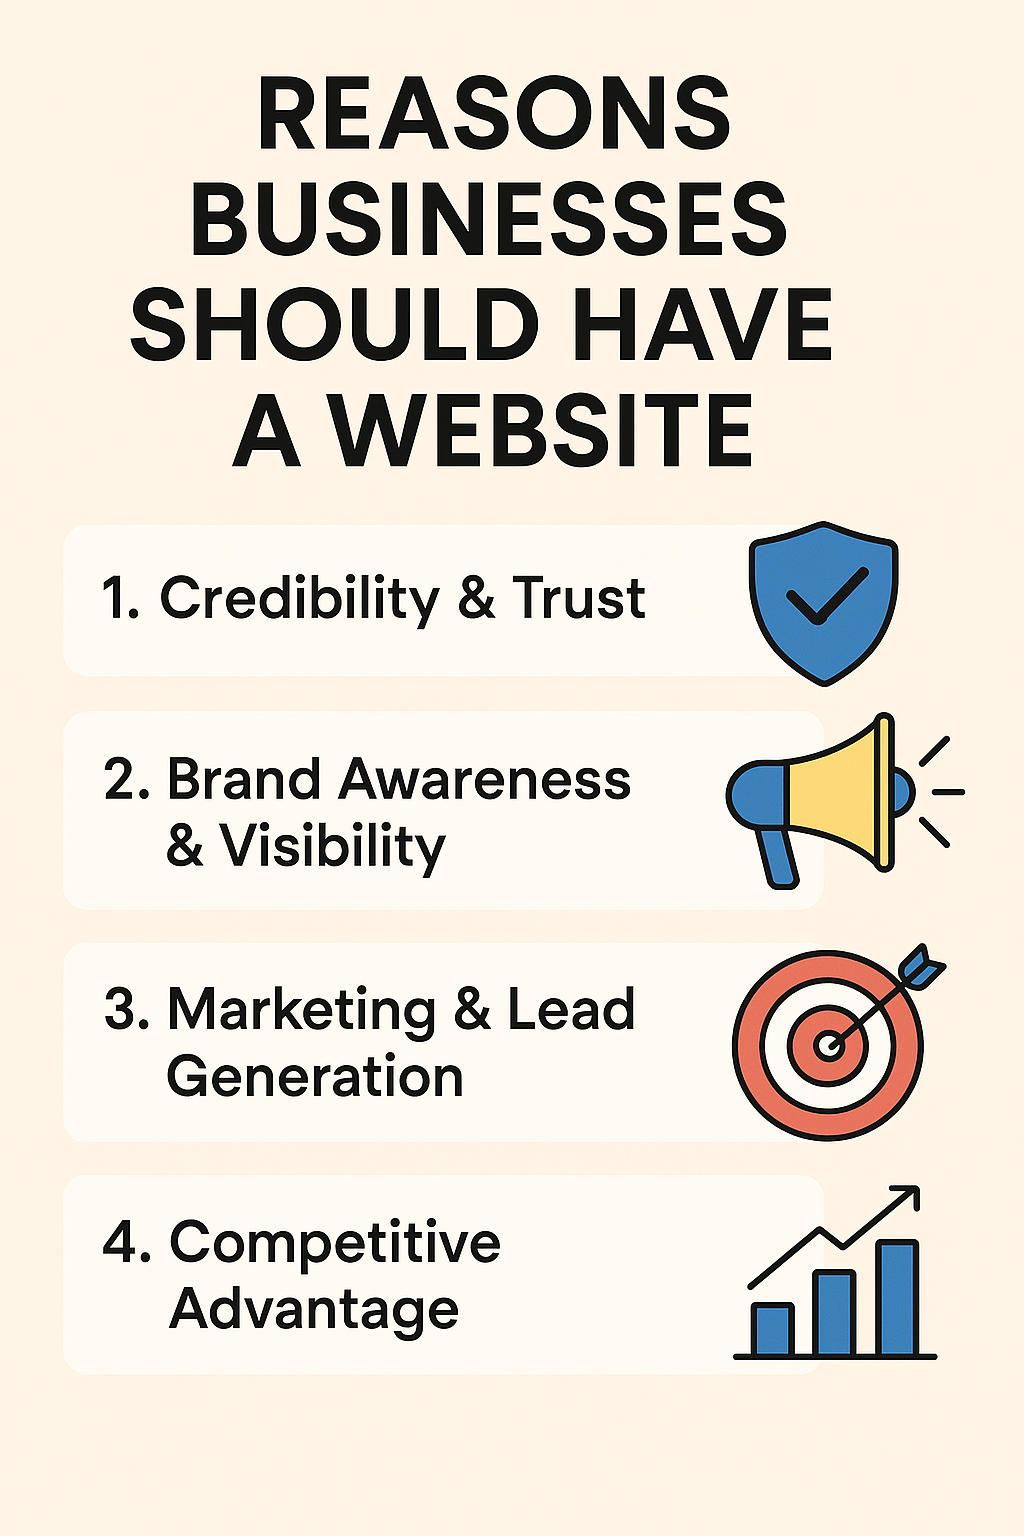 REASONS
BUSINESSES
SHOULD HAVE
A WEBSITE
1. Credibility & Trust
2. Brand Awareness
& Visibility
3. Marketing & Lead
Generation
4. Competitive
Advantage